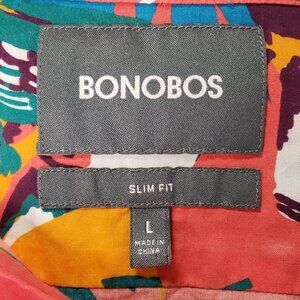 BONOBOS
SLIM FIT
L
MADE IN
CHINA